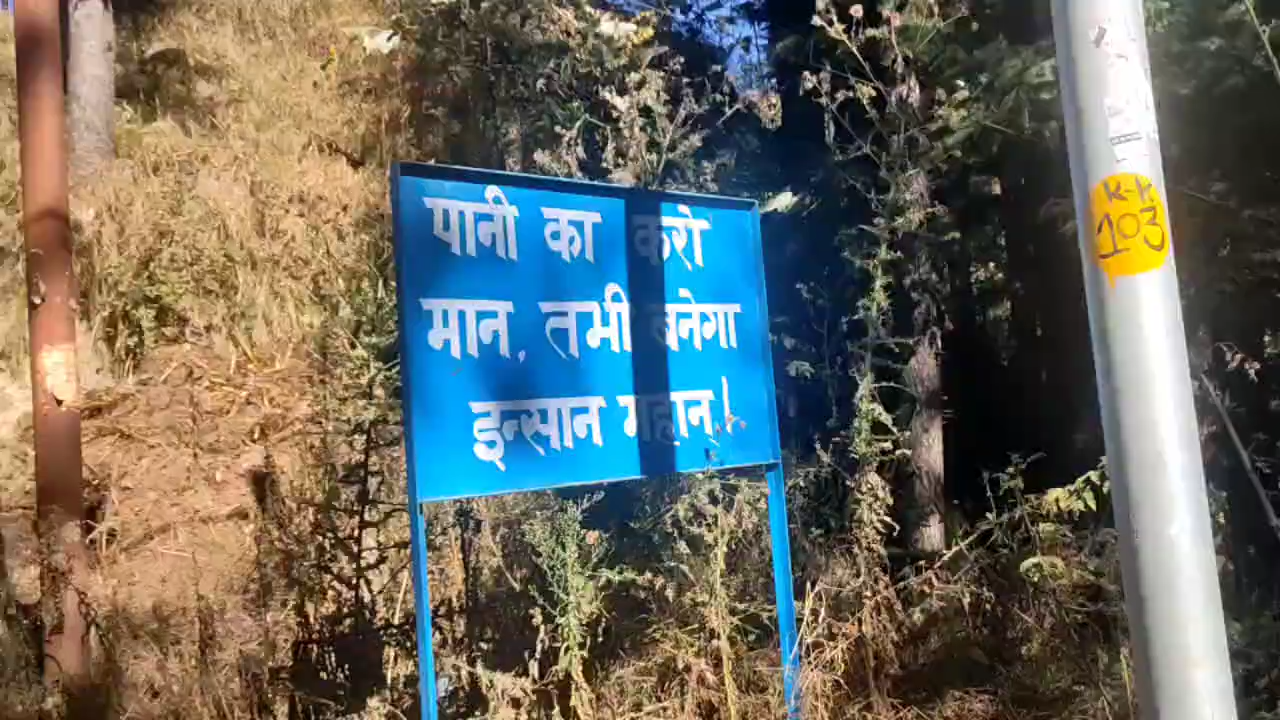 पानी का करो
मान, तभी बनेगा
इन्सान महान!
K-K
103